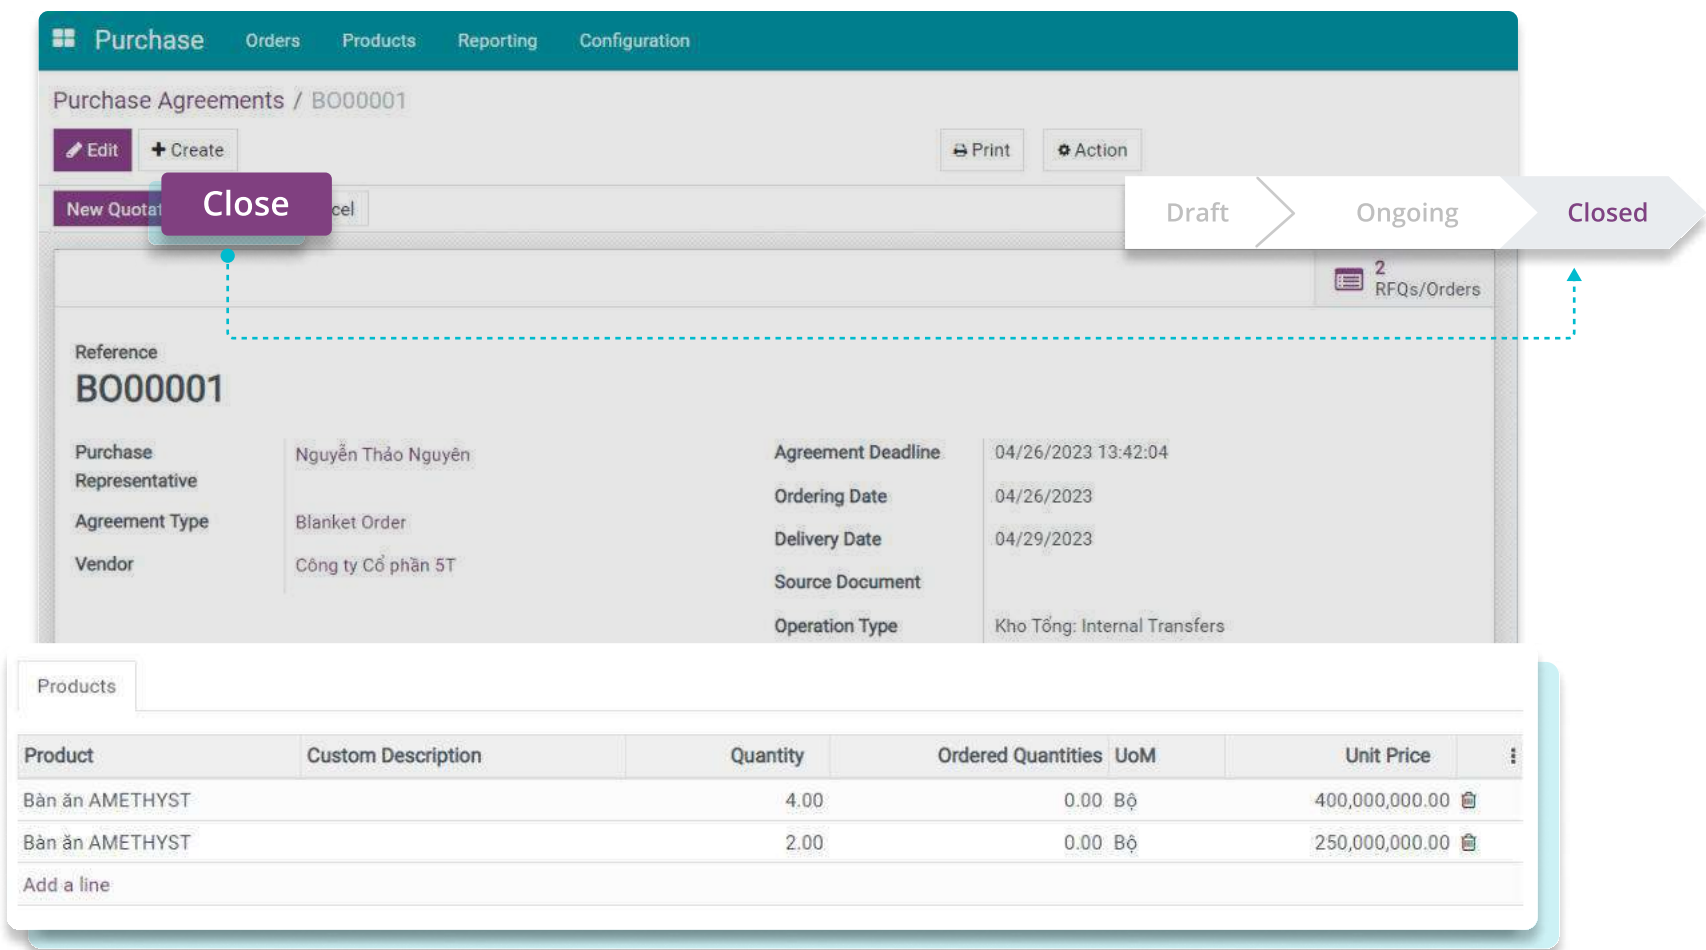 Purchase Orders Products Reporting Configuration
Purchase Agreements / BO00001
Edit Create Print Action
New Close Draft Ongoing Closed
2
RFQs/Orders
Reference
BO00001
Purchase
Representative
Nguyễn Thảo Nguyên
Agreement Type Blanket Order
Vendor Công ty Cổ phần 5T
Agreement Deadline 04/26/2023 13:42:04
Ordering Date 04/26/2023
Delivery Date 04/29/2023
Source Document
Operation Type Kho Tổng: Internal Transfers
Products
Product Custom Description Quantity Ordered Quantities UoM Unit Price
Bàn ăn AMETHYST 4.00 0.00 Bộ 400,000,000.00
Bàn ăn AMETHYST 2.00 0.00 Bộ 250,000,000.00
Add a line